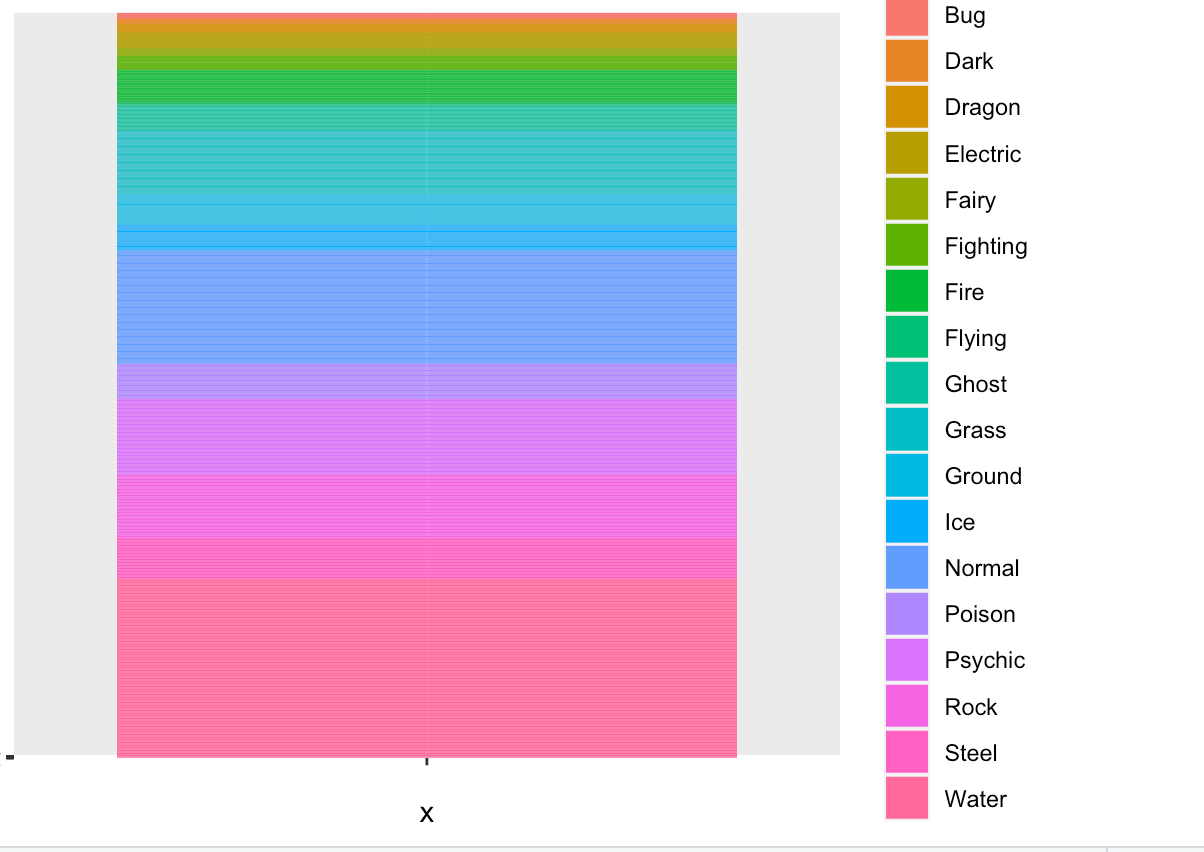 Bug
Dark
Dragon
Electric
Fairy
Fighting
Fire
Flying
Ghost
Grass
Ground
Ice
Normal
Poison
Psychic
Rock
Steel
Water
x